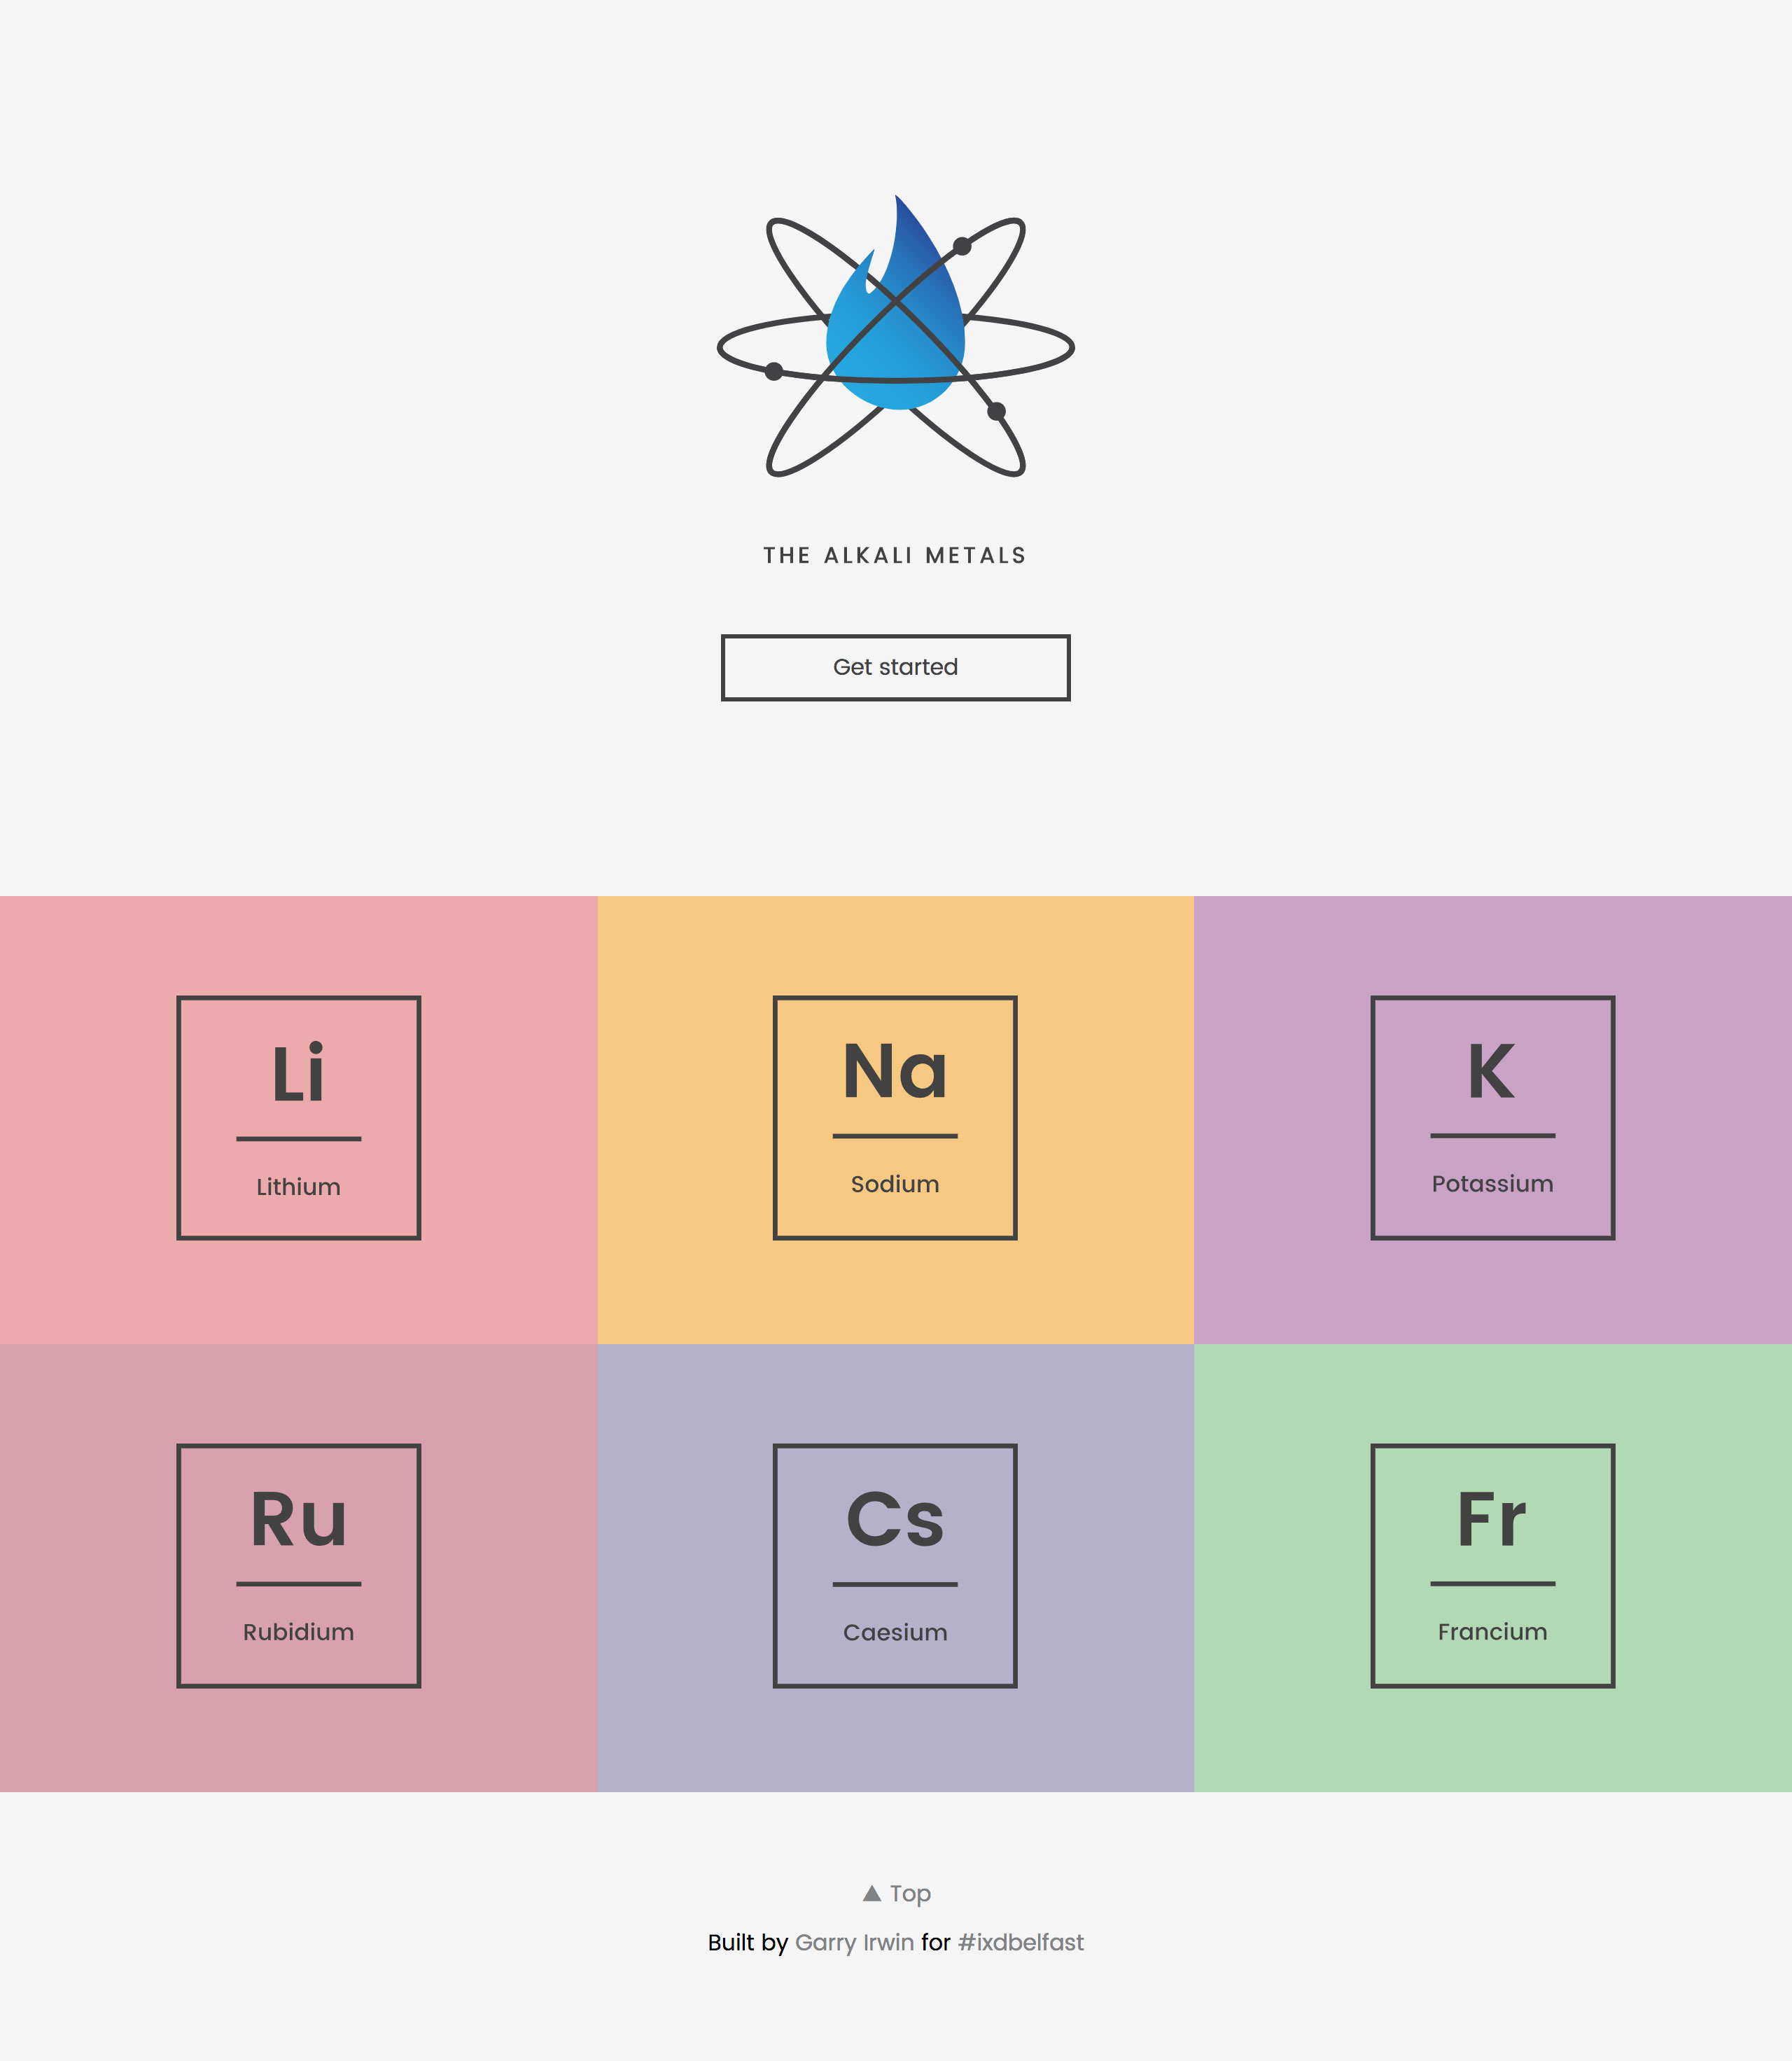 THE ALKALI METALS
Get started
Li
Lithium
Na
Sodium
K
Potassium
Ru
Rubidium
Cs
Caesium
Fr
Francium
▲ Top
Built by Garry Irwin for #ixdbelfast